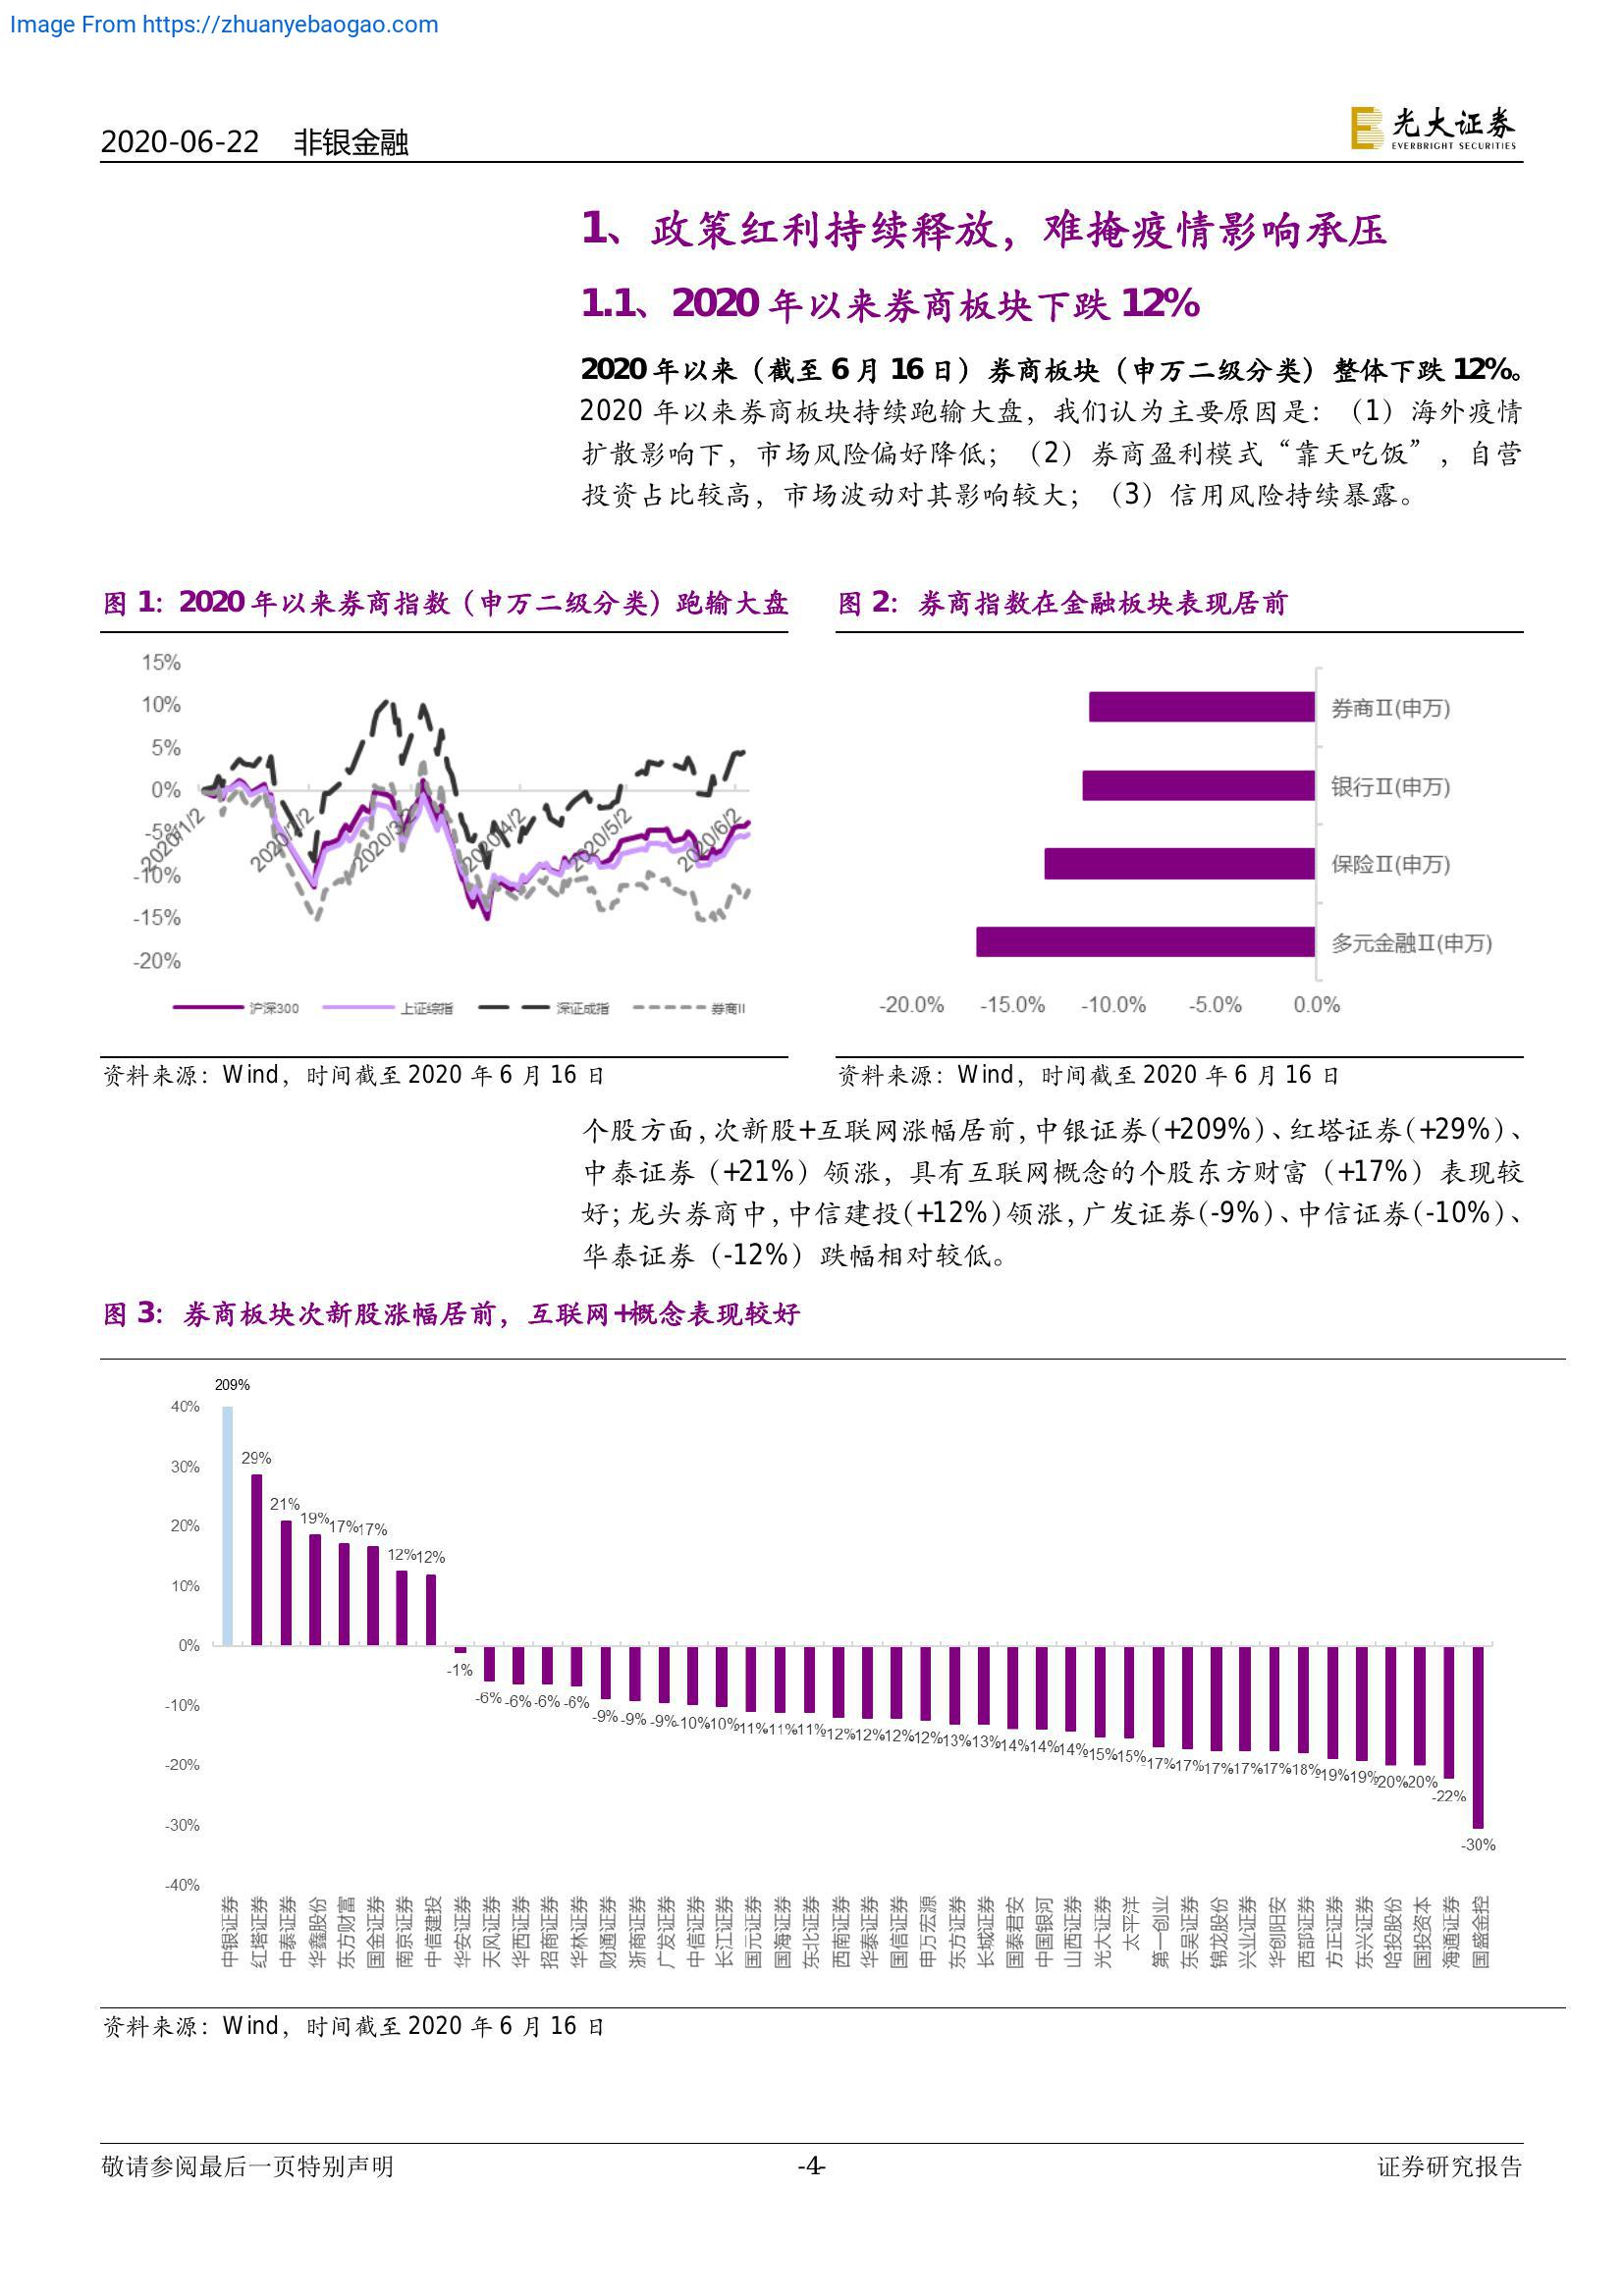 Image From https://zhuanyebaogao.com
2020-06-22 非银金融
光大证券
EVERBRIGHT SECURITIES
1、政策红利持续释放，难掩疫情影响承压
1.1、2020 年以来券商板块下跌 12%
2020 年以来（截至 6 月 16 日）券商板块（申万二级分类）整体下跌 12%。
2020 年以来券商板块持续跑输大盘，我们认为主要原因是：（1）海外疫情
扩散影响下，市场风险偏好降低；（2）券商盈利模式“靠天吃饭”，自营
投资占比较高，市场波动对其影响较大；（3）信用风险持续暴露。
图 1：2020 年以来券商指数（申万二级分类）跑输大盘
15%
10%
5%
0%
-5%
-10%
-15%
-20%
2020/1/2 2020/2/2 2020/3/2 2020/4/2 2020/5/2 2020/6/2
沪深300 上证综指 深证成指 券商II
资料来源：Wind，时间截至 2020 年 6 月 16 日
图 2：券商指数在金融板块表现居前
券商Ⅱ(申万)
银行Ⅱ(申万)
保险Ⅱ(申万)
多元金融Ⅱ(申万)
-20.0% -15.0% -10.0% -5.0% 0.0%
资料来源：Wind，时间截至 2020 年 6 月 16 日
个股方面，次新股+互联网涨幅居前，中银证券（+209%）、红塔证券（+29%）、
中泰证券（+21%）领涨，具有互联网概念的个股东方财富（+17%）表现较
好；龙头券商中，中信建投（+12%）领涨，广发证券（-9%）、中信证券（-10%）、
华泰证券（-12%）跌幅相对较低。
图 3：券商板块次新股涨幅居前，互联网+概念表现较好
40%
30%
20%
10%
0%
-10%
-20%
-30%
-40%
209% 29% 21% 19% 17% 17% 12% 12% -1% -6% -6% -6% -6% -9% -9% -9% -10% -10% -11% -11% -11% -12% -12% -12% -12% -13% -13% -14% -14% -14% -15% -15% -17% -17% -17% -17% -17% -18% -19% -19% -20% -20% -22% -30%
中银证券 红塔证券 中泰证券 华鑫股份 东方财富 国金证券 南京证券 中信建投 华安证券 天风证券 华西证券 招商证券 华林证券 财通证券 浙商证券 广发证券 中信证券 长江证券 国元证券 国海证券 东北证券 西南证券 华泰证券 国信证券 申万宏源 东方证券 长城证券 国泰君安 中国银河 山西证券 光大证券 太平洋 第一创业 东吴证券 锦龙股份 兴业证券 华创阳安 西部证券 方正证券 东兴证券 哈投股份 国投资本 海通证券 国盛金控
资料来源：Wind，时间截至 2020 年 6 月 16 日
敬请参阅最后一页特别声明
-4-
证券研究报告